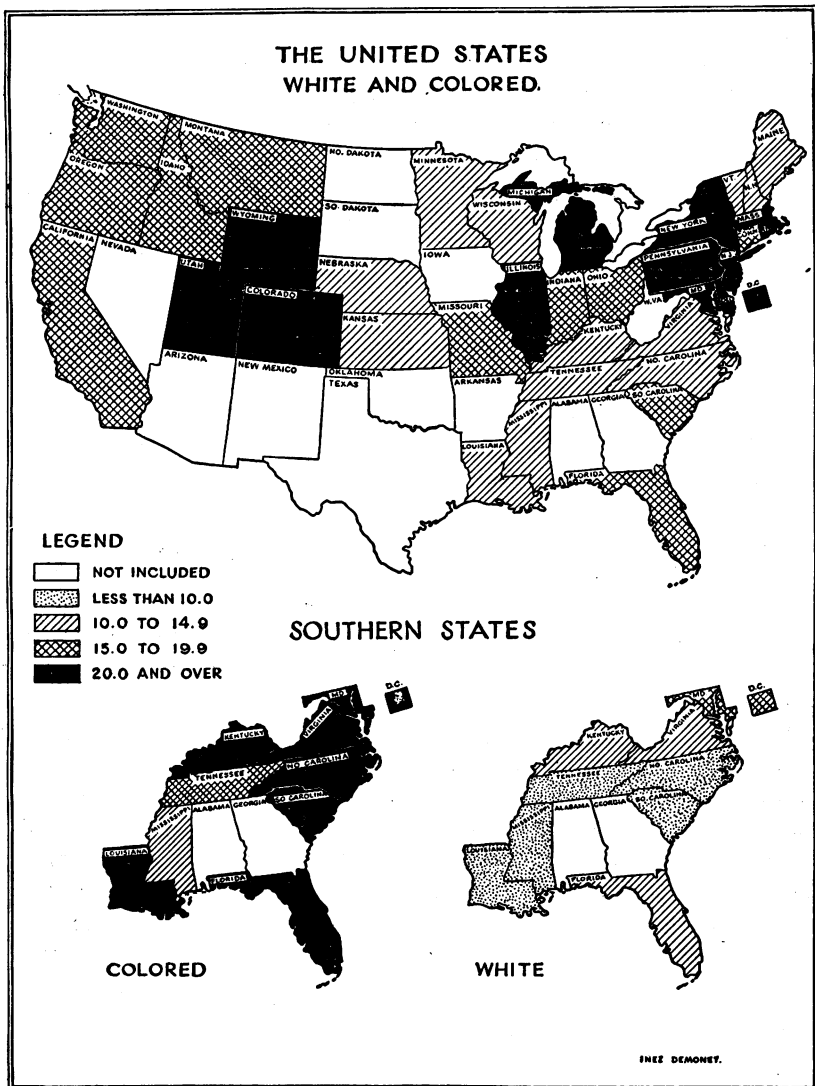 THE UNITED STATES
WHITE AND COLORED.
WASHINGTON
MONTANA
NO. DAKOTA
MINNESOTA
MAINE
OREGON
IDAHO
SO. DAKOTA
WISCONSIN
MICHIGAN
VT.
N.H.
WYOMING
NEW YORK
MASS
CONN
CALIFORNIA
NEVADA
UTAH
NEBRASKA
IOWA
ILLINOIS
INDIANA
OHIO
PENNSYLVANIA
N.J.
COLORADO
KANSAS
MISSOURI
KENTUCKY
W.VA.
VIRGINIA
MD
D.C.
ARIZONA
NEW MEXICO
OKLAHOMA
TEXAS
ARKANSAS
TENNESSEE
NO. CAROLINA
SO CAROLINA
MISSISSIPPI
ALABAMA
GEORGIA
LOUISIANA
FLORIDA
LEGEND
NOT INCLUDED
LESS THAN 10.0
10.0 TO 14.9
15.0 TO 19.9
20.0 AND OVER
SOUTHERN STATES
MD
D.C.
KENTUCKY
VIRGINIA
TENNESSEE
NO CAROLINA
SO CAROLINA
MISSISSIPPI
ALABAMA
GEORGIA
LOUISIANA
FLORIDA
COLORED
MD
D.C.
KENTUCKY
VIRGINIA
TENNESSEE
NO. CAROLINA
SO CAROLINA
MISSISSIPPI
ALABAMA
GEORGIA
LOUISIANA
FLORIDA
WHITE
INEZ DEMONET.